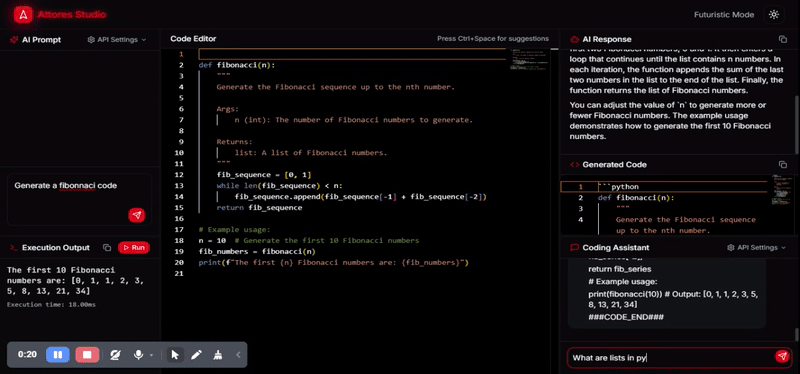 Attores Studio
Futuristic Mode
AI Prompt
API Settings
Generate a fibonnaci code
Execution Output
Run
The first 10 Fibonacci
numbers are: [0, 1, 1, 2, 3,
5, 8, 13, 21, 34]
Execution time: 18.00ms
0:20
Code Editor
Press Ctrl+Space for suggestions
1
2 def fibonacci(n):
3 """
4 Generate the Fibonacci sequence up to the nth number.
5
6 Args:
7 n (int): The number of Fibonacci numbers to generate.
8
9 Returns:
10 list: A list of Fibonacci numbers.
11 """
12 fib_sequence = [0, 1]
13 while len(fib_sequence) < n:
14 fib_sequence.append(fib_sequence[-1] + fib_sequence[-2])
15 return fib_sequence
16
17 # Example usage:
18 n = 10 # Generate the first 10 Fibonacci numbers
19 fib_numbers = fibonacci(n)
20 print(f"The first {n} Fibonacci numbers are: {fib_numbers}")
21
AI Response
first two Fibonacci numbers, 0 and 1. It then enters a
loop that continues until the list contains n numbers. In
each iteration, the function appends the sum of the last
two numbers in the list to the end of the list. Finally, the
function returns the list of Fibonacci numbers.
You can adjust the value of `n` to generate more or
fewer Fibonacci numbers. The example usage
demonstrates how to generate the first 10 Fibonacci
numbers.
Generated Code
1 ```python
2 def fibonacci(n):
3 """
4 Generate the Fibonacci sequence
up to the nth number.
Coding Assistant
API Settings
return fib_series
# Example usage:
print(fibonacci(10)) # Output: [0, 1, 1, 2, 3, 5,
8, 13, 21, 34]
###CODE_END###
What are lists in py